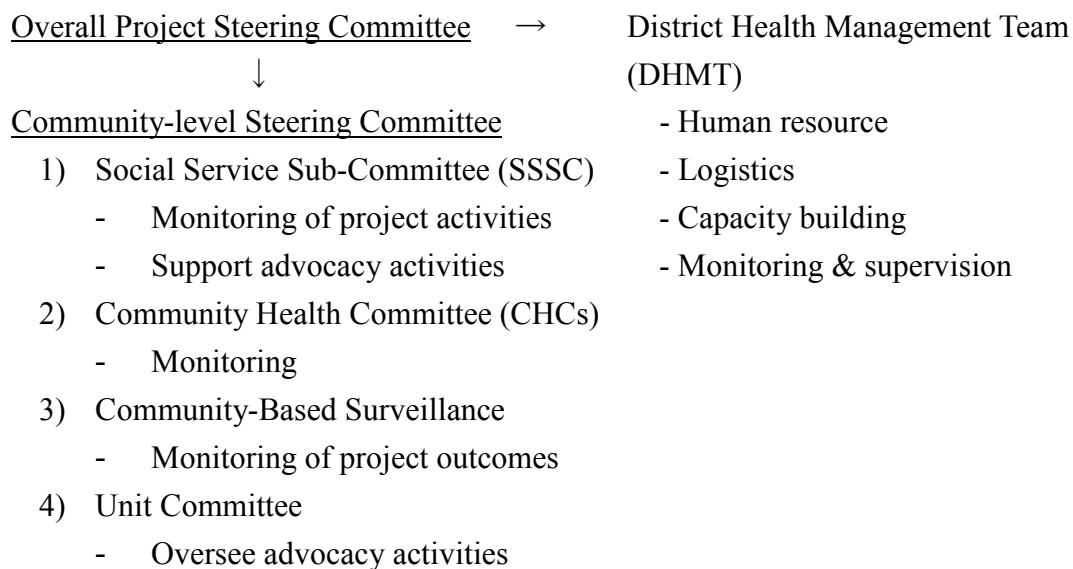 Overall Project Steering Committee → District Health Management Team
(DHMT)
↓
Community-level Steering Committee - Human resource
1) Social Service Sub-Committee (SSSC) - Logistics
- Monitoring of project activities - Capacity building
- Support advocacy activities - Monitoring & supervision
2) Community Health Committee (CHCs)
- Monitoring
3) Community-Based Surveillance
- Monitoring of project outcomes
4) Unit Committee
- Oversee advocacy activities